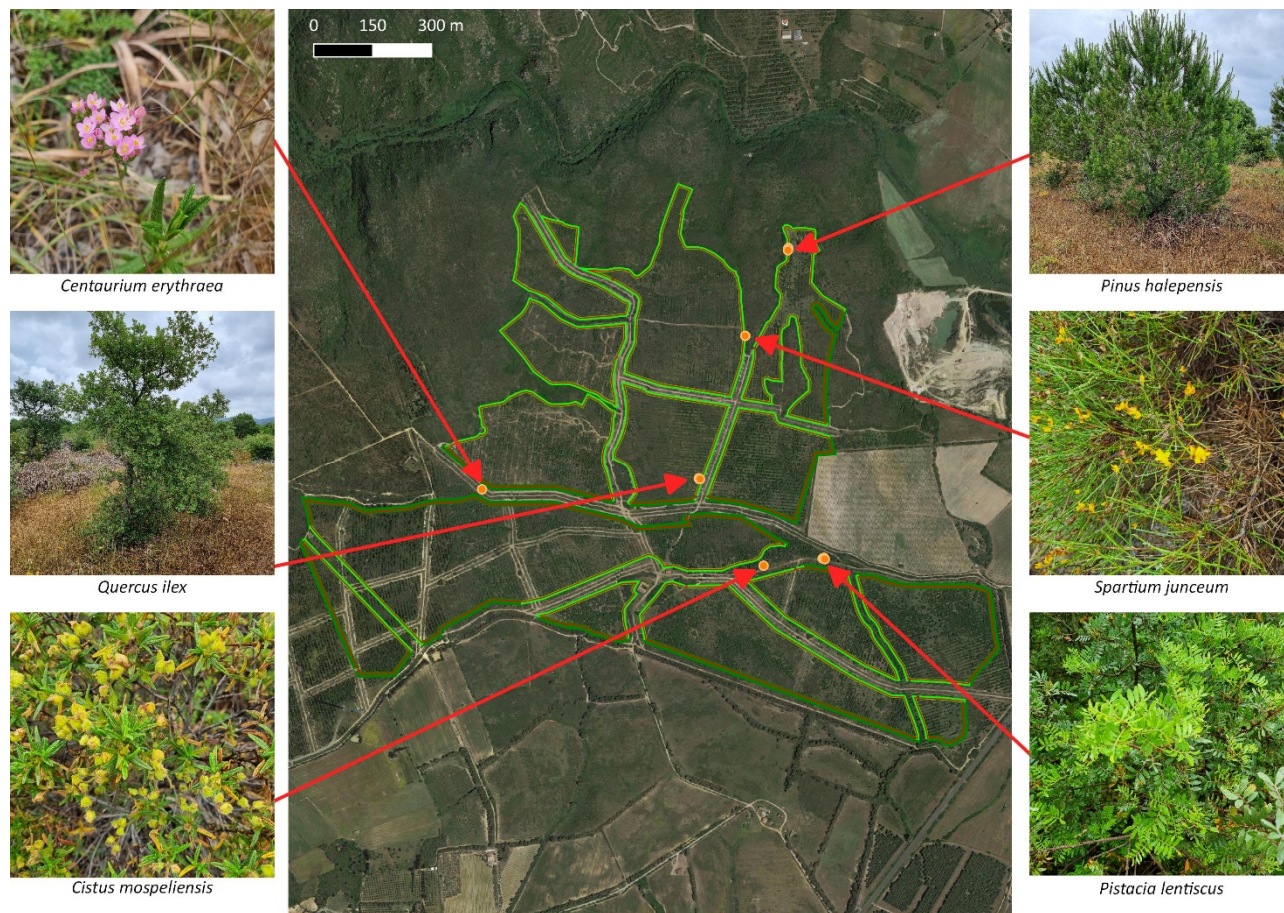 0 150 300 m
Centaurium erythraea
Pinus halepensis
Quercus ilex
Spartium junceum
Cistus mospeliensis
Pistacia lentiscus